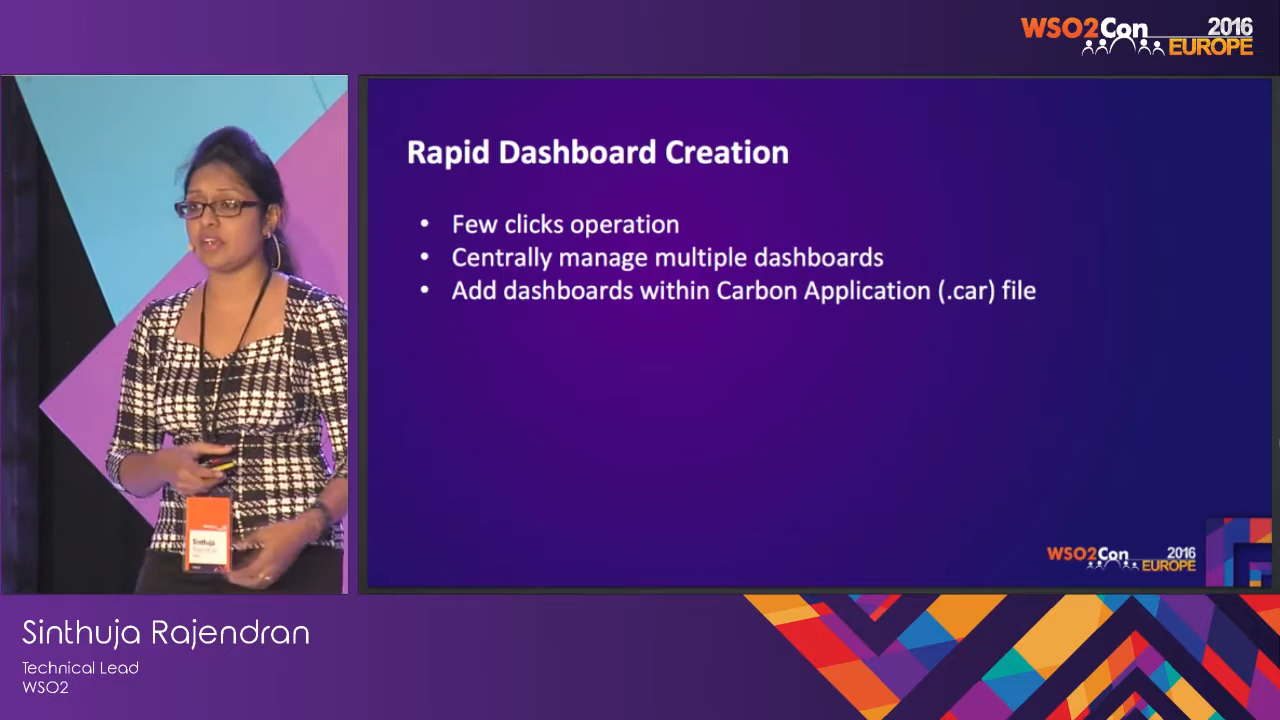 WSO2Con 2016
EUROPE
Rapid Dashboard Creation
• Few clicks operation
• Centrally manage multiple dashboards
• Add dashboards within Carbon Application (.car) file
Sinthuja
WSO2Con 2016
EUROPE
Sinthuja Rajendran
Technical Lead
WSO2